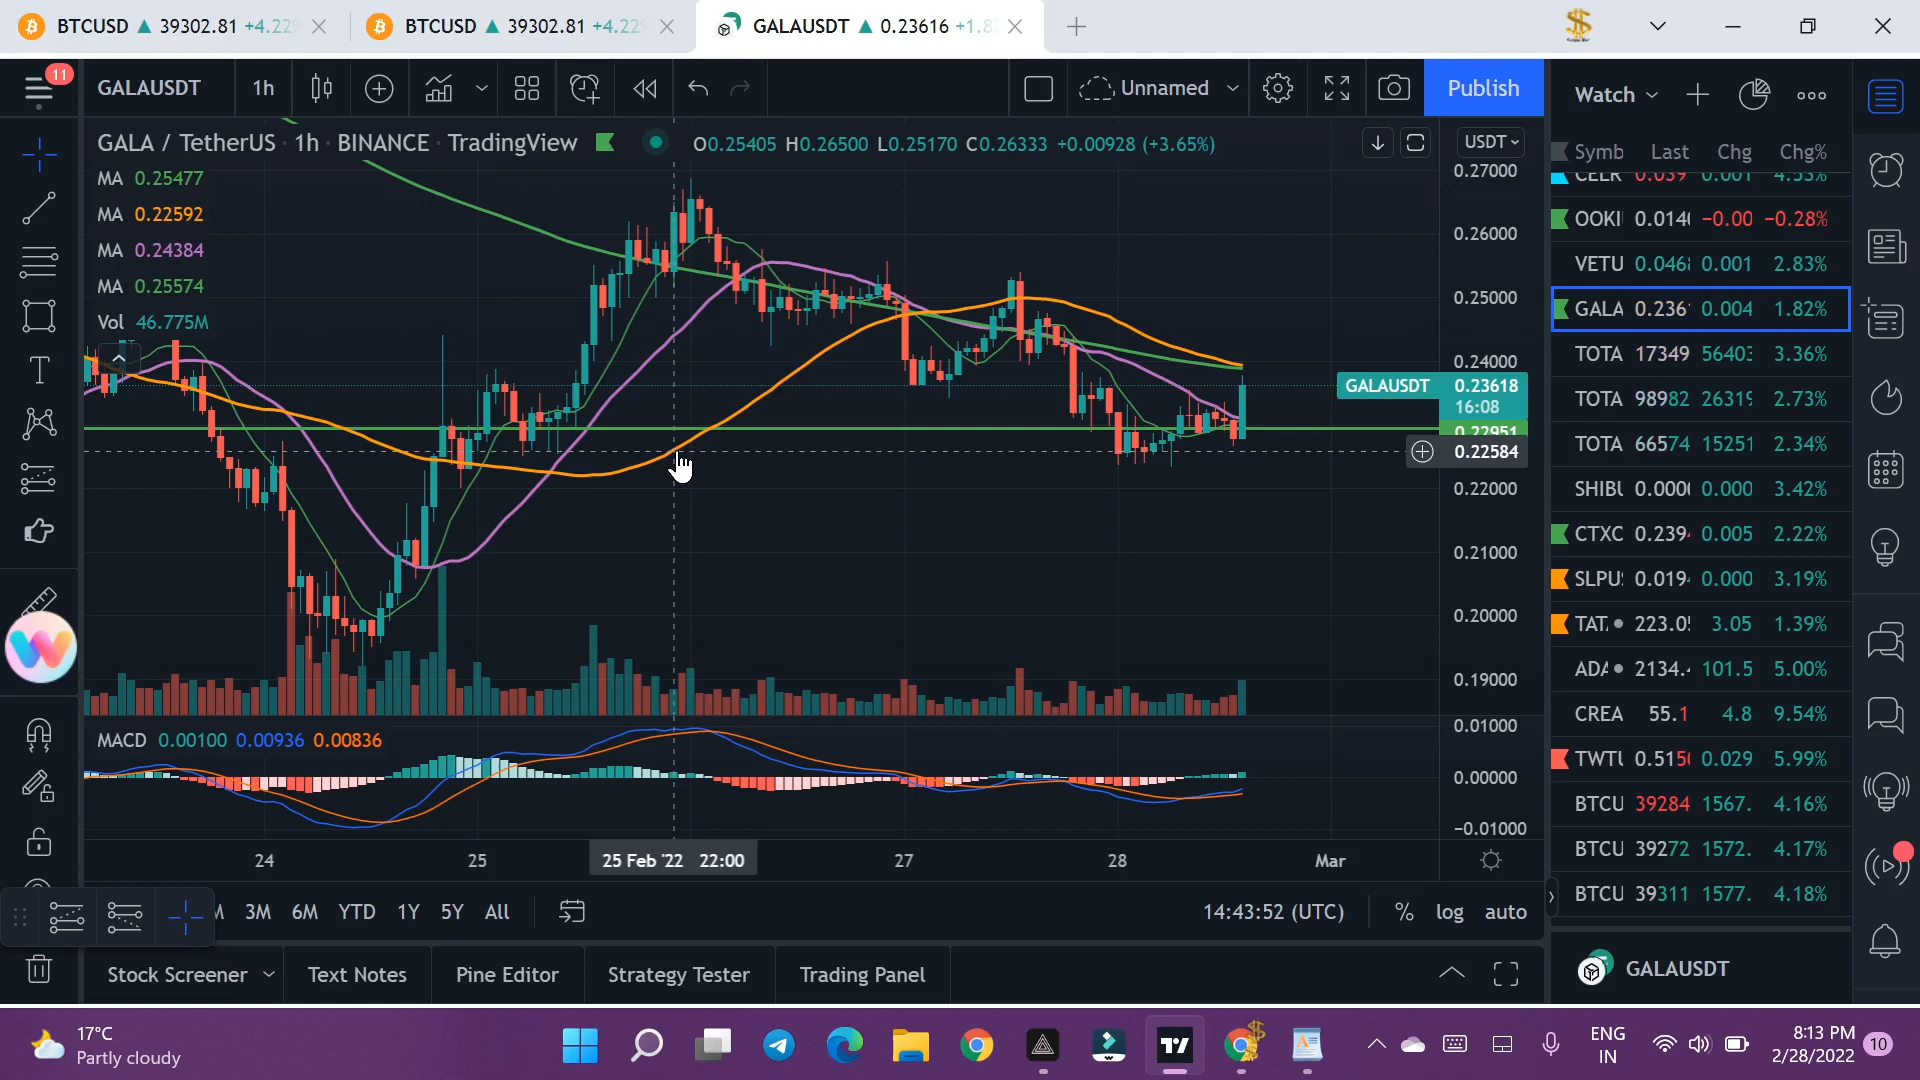 BTCUSD ▲ 39302.81 +4.22
BTCUSD ▲ 39302.81 +4.22
GALAUSDT ▲ 0.23616 +1.8
11
GALAUSDT 1h
Unnamed
Publish
Watch
GALA / TetherUS · 1h · BINANCE · TradingView
O0.25405 H0.26500 L0.25170 C0.26333 +0.00928 (+3.65%)
USDT
MA 0.25477
MA 0.22592
MA 0.24384
MA 0.25574
Vol 46.775M
0.27000
0.26000
0.25000
0.24000
GALAUSDT 0.23618
16:08
0.22951
0.22584
0.22000
0.21000
0.20000
0.19000
MACD 0.00100 0.00936 0.00836
0.01000
0.00000
−0.01000
24 25 25 Feb '22 22:00 27 28 Mar
3M 6M YTD 1Y 5Y All
14:43:52 (UTC) % log auto
Stock Screener Text Notes Pine Editor Strategy Tester Trading Panel
Symb Last Chg Chg%
CELR 0.039 0.001 4.53%
OOKI 0.014 −0.00 −0.28%
VETU 0.046 0.001 2.83%
GALA 0.236 0.004 1.82%
TOTA 17349 5640 3.36%
TOTA 98982 2631 2.73%
TOTA 66574 15251 2.34%
SHIBU 0.000 0.000 3.42%
CTXC 0.239 0.005 2.22%
SLPU 0.019 0.000 3.19%
TAT 223.0 3.05 1.39%
ADA 2134. 101.5 5.00%
CREA 55.1 4.8 9.54%
TWTU 0.515 0.029 5.99%
BTCU 39284 1567. 4.16%
BTCU 39272 1572. 4.17%
BTCU 39311 1577. 4.18%
GALAUSDT
17°C
Partly cloudy
ENG
IN
8:13 PM
2/28/2022
10